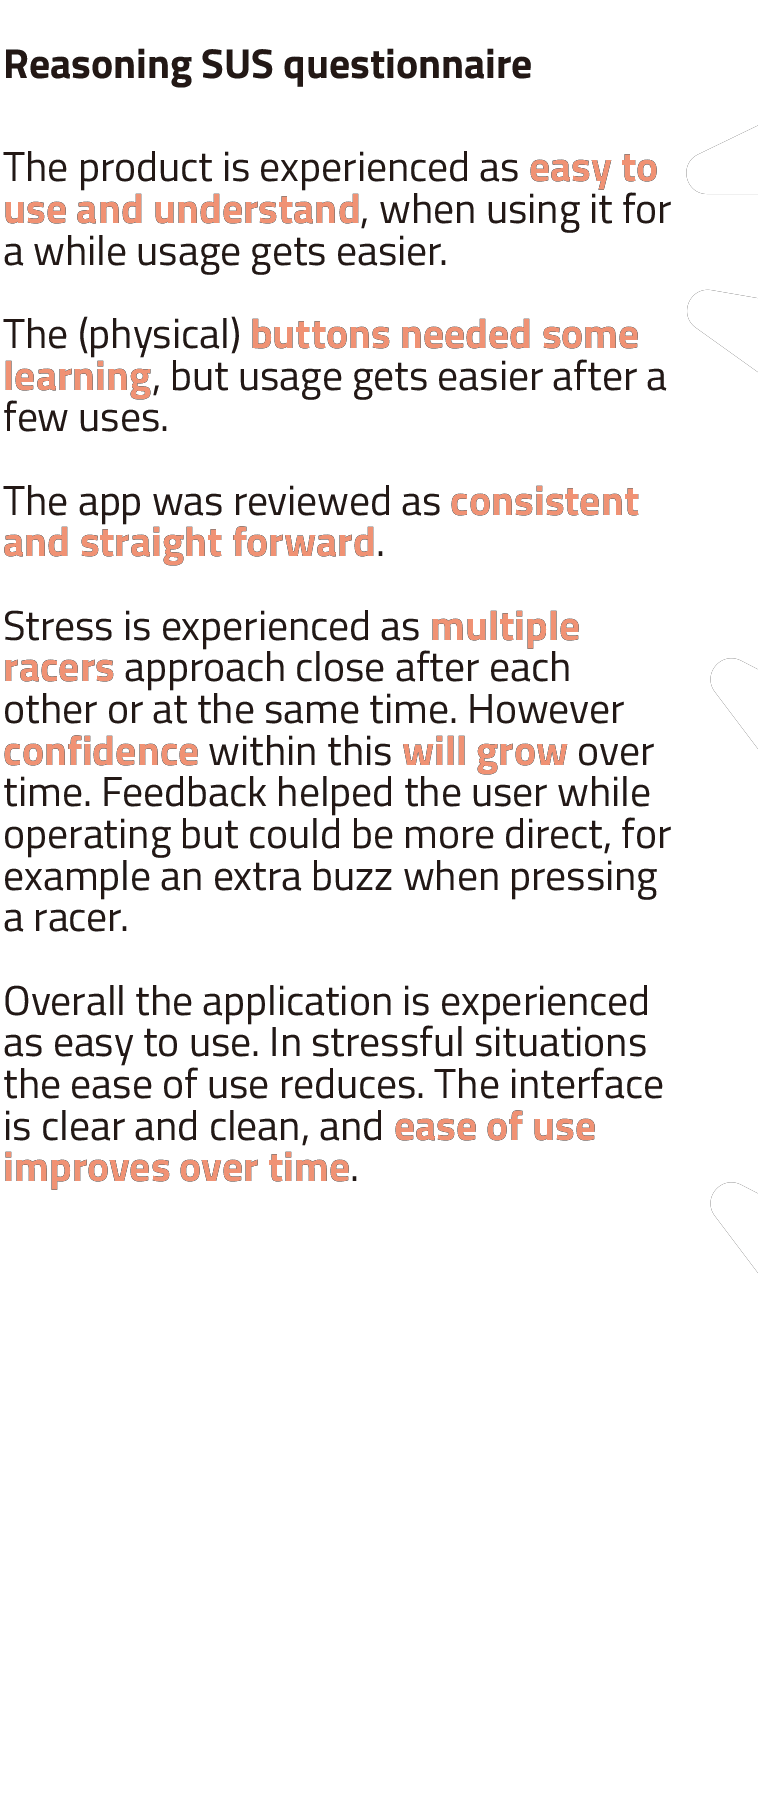 Reasoning SUS questionnaire
The product is experienced as easy to
use and understand, when using it for
a while usage gets easier.
The (physical) buttons needed some
learning, but usage gets easier after a
few uses.
The app was reviewed as consistent
and straight forward.
Stress is experienced as multiple
racers approach close after each
other or at the same time. However
confidence within this will grow over
time. Feedback helped the user while
operating but could be more direct, for
example an extra buzz when pressing
a racer.
Overall the application is experienced
as easy to use. In stressful situations
the ease of use reduces. The interface
is clear and clean, and ease of use
improves over time.